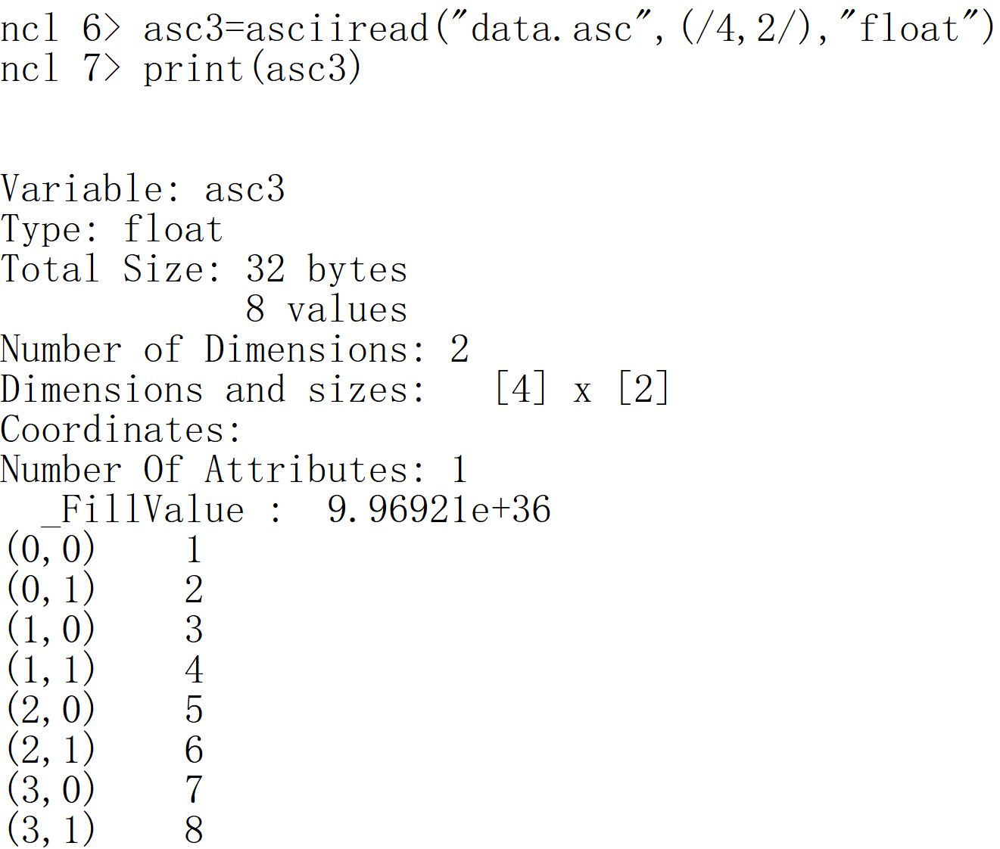 ncl 6> asc3=asciiread("data.asc",(/4,2/),"float")
ncl 7> print(asc3)
Variable: asc3
Type: float
Total Size: 32 bytes
8 values
Number of Dimensions: 2
Dimensions and sizes:   [4] x [2]
Coordinates:
Number Of Attributes: 1
_FillValue :  9.96921e+36
(0,0)    1
(0,1)    2
(1,0)    3
(1,1)    4
(2,0)    5
(2,1)    6
(3,0)    7
(3,1)    8